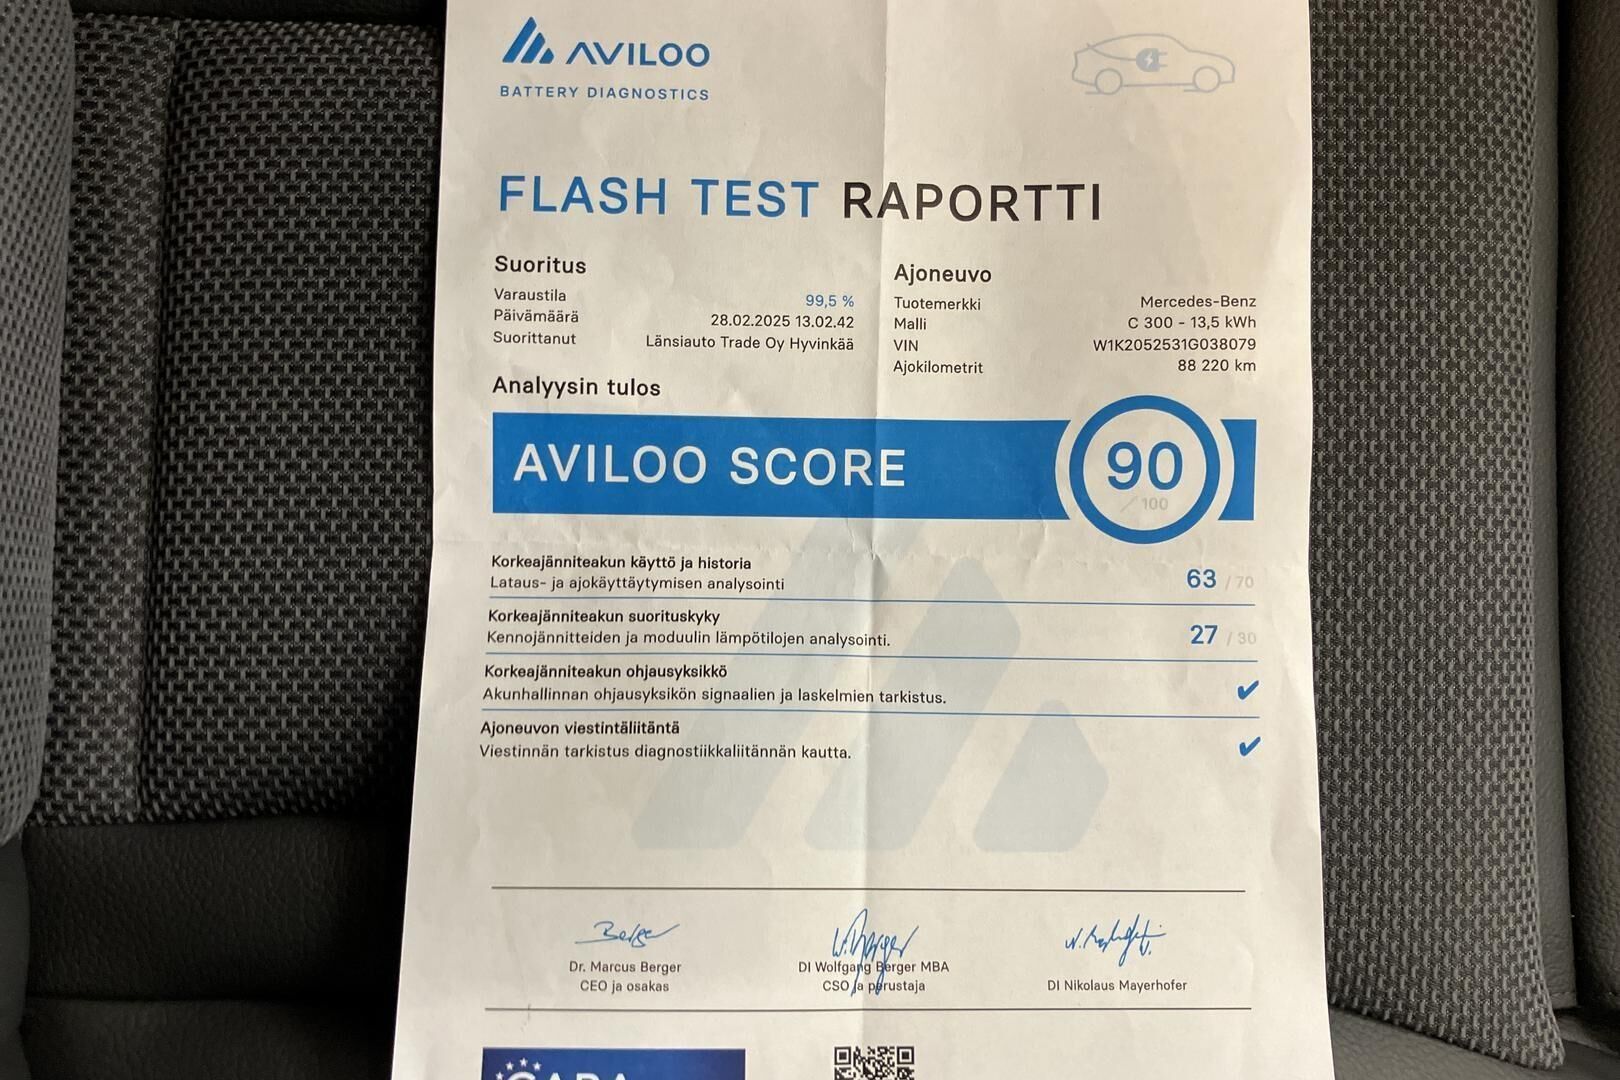 AVILOO
BATTERY DIAGNOSTICS
FLASH TEST RAPORTTI
Suoritus
Varaustila 99,5 %
Päivämäärä 28.02.2025 13.02.42
Suorittanut Länsiauto Trade Oy Hyvinkää
Ajoneuvo
Tuotemerkki Mercedes-Benz
Malli C 300 - 13,5 kWh
VIN W1K2052531G038079
Ajokilometrit 88 220 km
Analyysin tulos
AVILOO SCORE 90
/ 100
Korkeajänniteakun käyttö ja historia
Lataus- ja ajokäyttäytymisen analysointi 63 / 70
Korkeajänniteakun suorituskyky
Kennojännitteiden ja moduulin lämpötilojen analysointi. 27 / 30
Korkeajänniteakun ohjausyksikkö
Akunhallinnan ohjausyksikön signaalien ja laskelmien tarkistus. ✔
Ajoneuvon viestintäliitäntä
Viestinnän tarkistus diagnostiikkaliitännän kautta. ✔
Berger
Dr. Marcus Berger
CEO ja osakas
DI Wolfgang Berger MBA
CSO ja perustaja
DI Nikolaus Mayerhofer